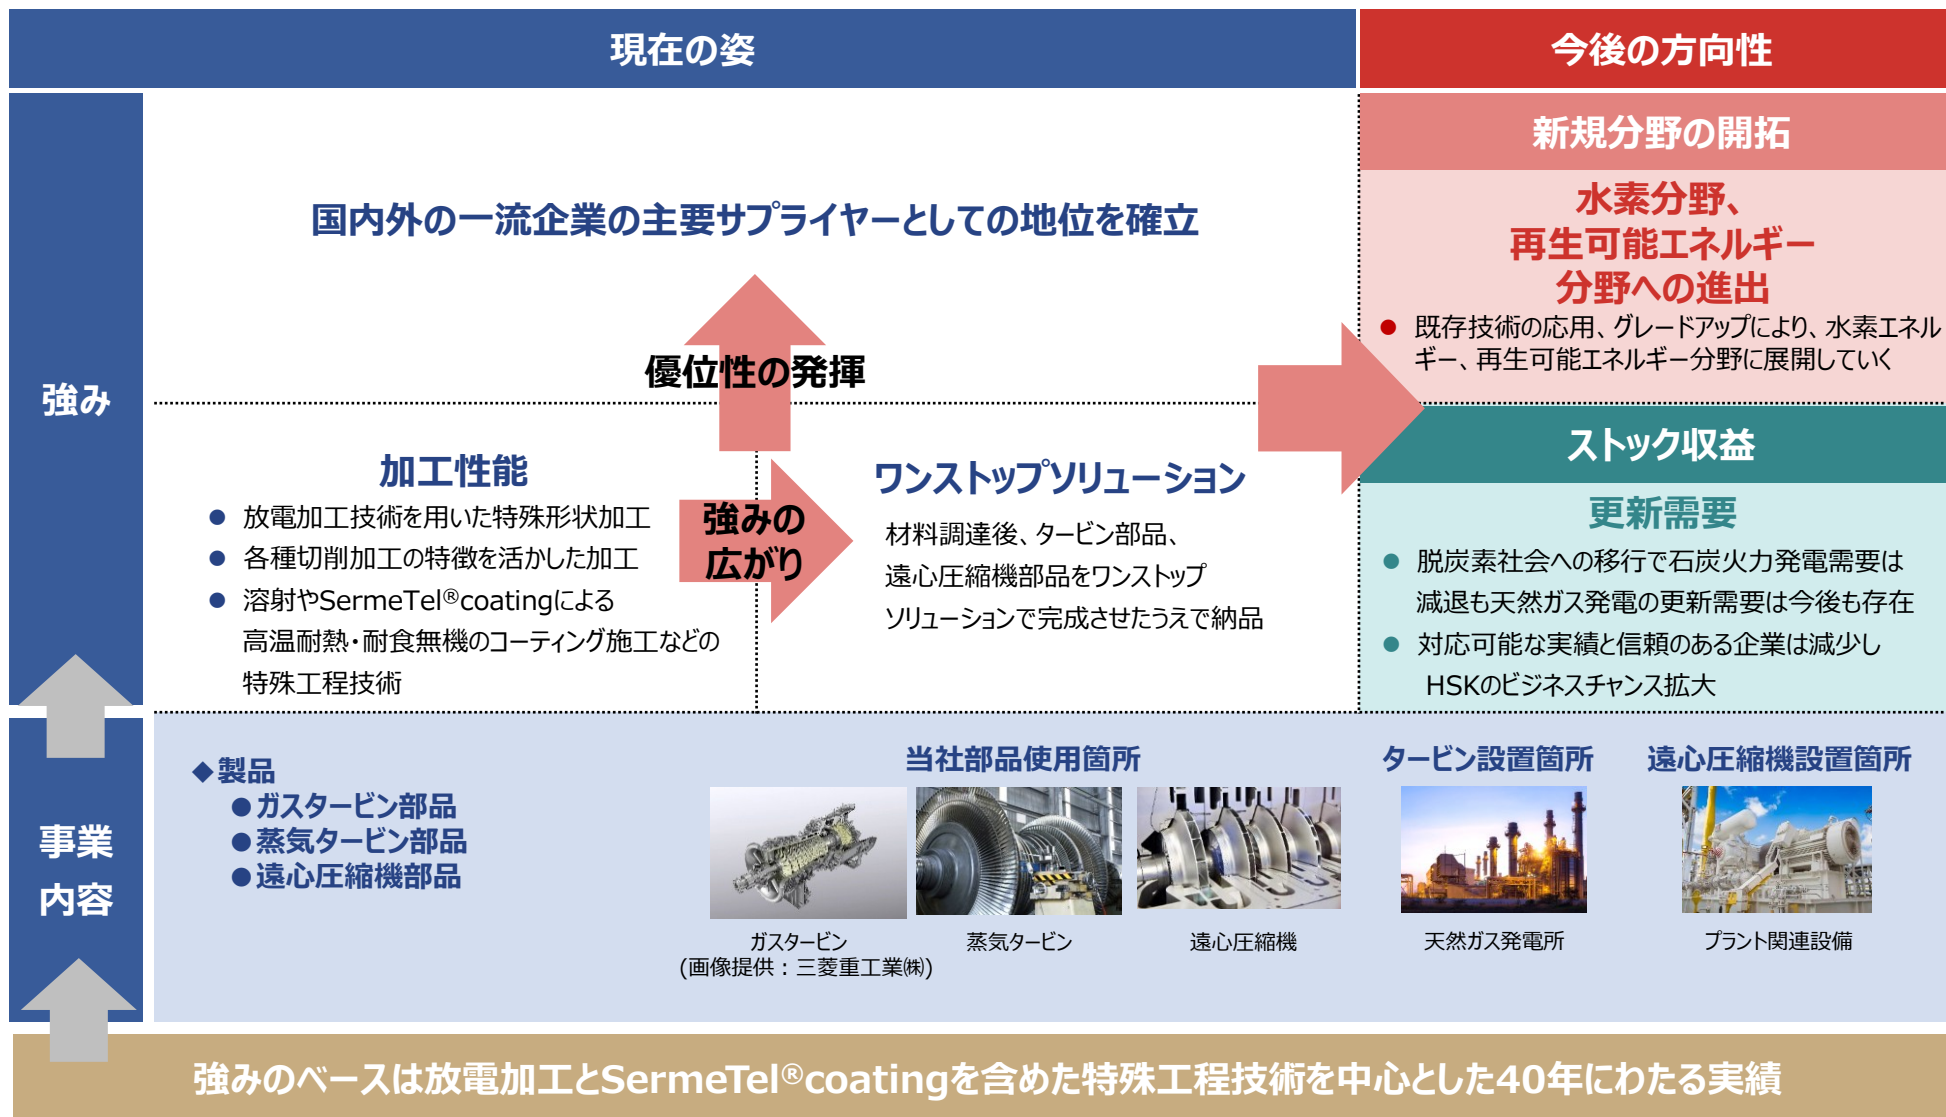 現在の姿
今後の方向性
強み
国内外の一流企業の主要サプライヤーとしての地位を確立
優位性の発揮
加工性能
● 放電加工技術を用いた特殊形状加工
● 各種切削加工の特徴を活かした加工
● 溶射やSermeTel®coatingによる
高温耐熱・耐食無機のコーティング施工などの
特殊工程技術
強みの
広がり
ワンストップソリューション
材料調達後、タービン部品、
遠心圧縮機部品をワンストップ
ソリューションで完成させたうえで納品
新規分野の開拓
水素分野、
再生可能エネルギー
分野への進出
● 既存技術の応用、グレードアップにより、水素エネル
ギー、再生可能エネルギー分野に展開していく
ストック収益
更新需要
● 脱炭素社会への移行で石炭火力発電需要は
減退も天然ガス発電の更新需要は今後も存在
● 対応可能な実績と信頼のある企業は減少し
HSKのビジネスチャンス拡大
事業
内容
◆製品
●ガスタービン部品
●蒸気タービン部品
●遠心圧縮機部品
当社部品使用箇所
タービン設置箇所
遠心圧縮機設置箇所
ガスタービン
(画像提供：三菱重工業㈱)
蒸気タービン
遠心圧縮機
天然ガス発電所
プラント関連設備
強みのベースは放電加工とSermeTel®coatingを含めた特殊工程技術を中心とした40年にわたる実績